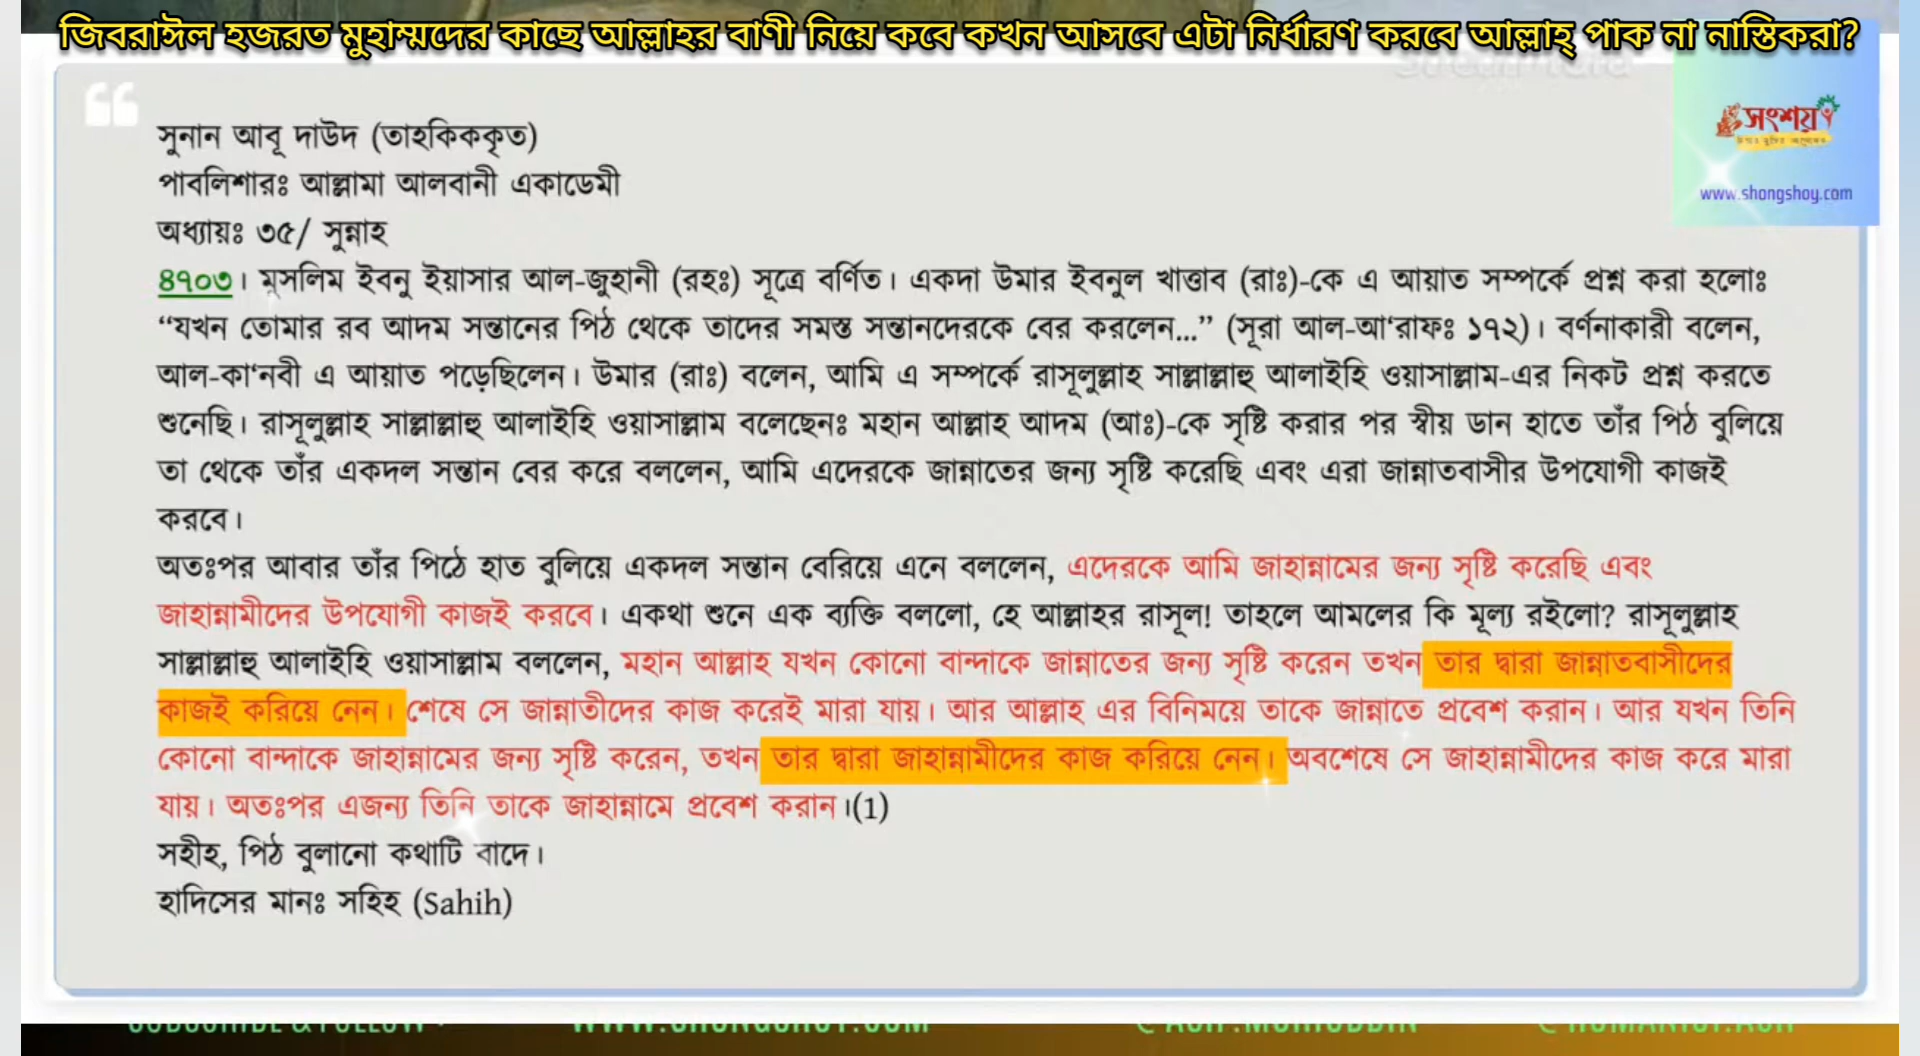 জিবরাঈল হজরত মুহাম্মদের কাছে আল্লাহর বাণী নিয়ে কবে কখন আসবে এটা নির্ধারণ করবে আল্লাহ্ পাক না নাস্তিকরা?
সংশয়
www.shongshoy.com
সুনান আবূ দাউদ (তাহকিককৃত)
পাবলিশারঃ আল্লামা আলবানী একাডেমী
অধ্যায়ঃ ৩৫/ সুন্নাহ
৪৭০৩। মুসলিম ইবনু ইয়াসার আল-জুহানী (রহঃ) সূত্রে বর্ণিত। একদা উমার ইবনুল খাত্তাব (রাঃ)-কে এ আয়াত সম্পর্কে প্রশ্ন করা হলোঃ
“যখন তোমার রব আদম সন্তানের পিঠ থেকে তাদের সমস্ত সন্তানদেরকে বের করলেন...” (সূরা আল-আ‘রাফঃ ১৭২)। বর্ণনাকারী বলেন,
আল-কা‘নবী এ আয়াত পড়েছিলেন। উমার (রাঃ) বলেন, আমি এ সম্পর্কে রাসূলুল্লাহ সাল্লাল্লাহু আলাইহি ওয়াসাল্লাম-এর নিকট প্রশ্ন করতে
শুনেছি। রাসূলুল্লাহ সাল্লাল্লাহু আলাইহি ওয়াসাল্লাম বলেছেনঃ মহান আল্লাহ আদম (আঃ)-কে সৃষ্টি করার পর স্বীয় ডান হাতে তাঁর পিঠ বুলিয়ে
তা থেকে তাঁর একদল সন্তান বের করে বললেন, আমি এদেরকে জান্নাতের জন্য সৃষ্টি করেছি এবং এরা জান্নাতবাসীর উপযোগী কাজই
করবে।
অতঃপর আবার তাঁর পিঠে হাত বুলিয়ে একদল সন্তান বেরিয়ে এনে বললেন, এদেরকে আমি জাহান্নামের জন্য সৃষ্টি করেছি এবং
জাহান্নামীদের উপযোগী কাজই করবে। একথা শুনে এক ব্যক্তি বললো, হে আল্লাহর রাসূল! তাহলে আমলের কি মূল্য রইলো? রাসূলুল্লাহ
সাল্লাল্লাহু আলাইহি ওয়াসাল্লাম বললেন, মহান আল্লাহ যখন কোনো বান্দাকে জান্নাতের জন্য সৃষ্টি করেন তখন তার দ্বারা জান্নাতবাসীদের
কাজই করিয়ে নেন। শেষে সে জান্নাতীদের কাজ করেই মারা যায়। আর আল্লাহ এর বিনিময়ে তাকে জান্নাতে প্রবেশ করান। আর যখন তিনি
কোনো বান্দাকে জাহান্নামের জন্য সৃষ্টি করেন, তখন তার দ্বারা জাহান্নামীদের কাজ করিয়ে নেন। অবশেষে সে জাহান্নামীদের কাজ করে মারা
যায়। অতঃপর এজন্য তিনি তাকে জাহান্নামে প্রবেশ করান।(1)
সহীহ, পিঠ বুলানো কথাটি বাদে।
হাদিসের মানঃ সহিহ (Sahih)